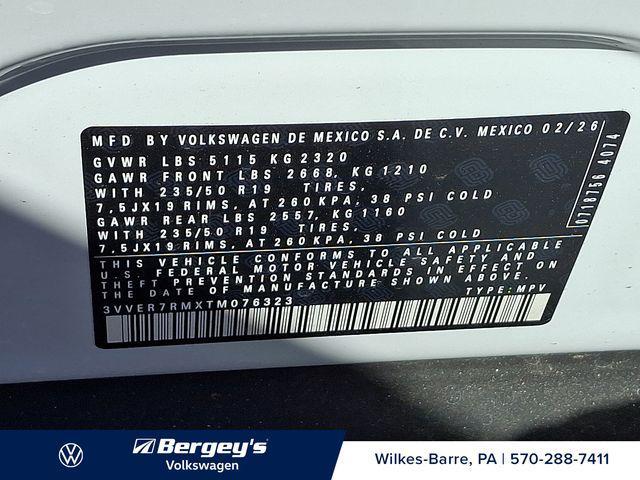 MFD BY VOLKSWAGEN DE MEXICO S.A. DE C.V. MEXICO 02/26
GVWR LBS 5115 KG 2320
GAWR FRONT LBS 2668, KG 1210
WITH 235/50 R19 TIRES,
7,5JX19 RIMS, AT 260 KPA, 38 PSI COLD
GAWR REAR LBS 2557, KG 1160
WITH 235/50 R19 TIRES,
7,5JX19 RIMS, AT 260 KPA, 38 PSI COLD
THIS VEHICLE CONFORMS TO ALL APPLICABLE
U.S. FEDERAL MOTOR VEHICLE SAFETY AND
THEFT PREVENTION STANDARDS IN EFFECT ON
THE DATE OF MANUFACTURE SHOWN ABOVE.
3VVER7RMXTM076323 TYPE: MPV
0718756 4074
Bergey's
Volkswagen
Wilkes-Barre, PA | 570-288-7411